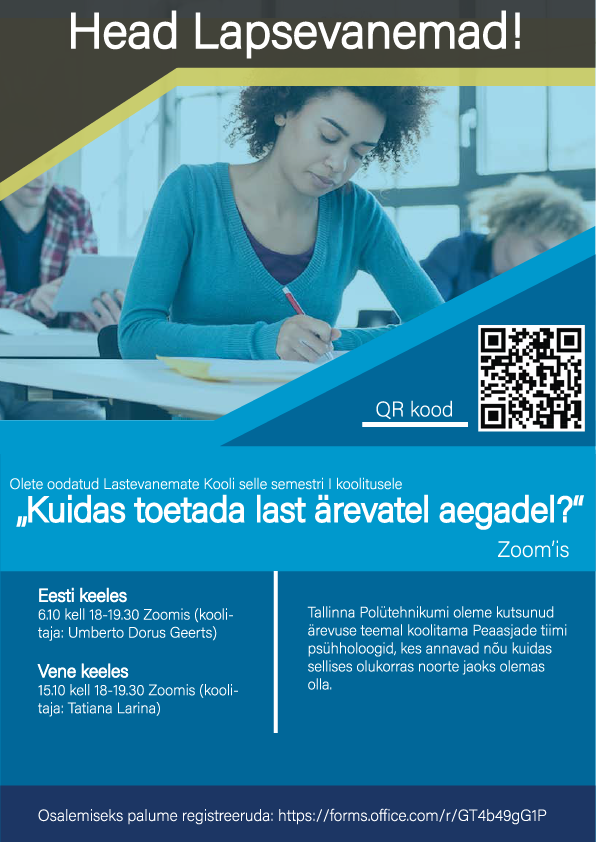 Head Lapsevanemad!
QR kood
Olete oodatud Lastevanemate Kooli selle semestri I koolitusele
„Kuidas toetada last ärevatel aegadel?“
Zoom’is
Eesti keeles
6.10 kell 18-19.30 Zoomis (kooli-
taja: Umberto Dorus Geerts)
Vene keeles
15.10 kell 18-19.30 Zoomis (kooli-
taja: Tatiana Larina)
Tallinna Polütehnikumi oleme kutsunud
ärevuse teemal koolitama Peaasjade tiimi
psühholoogid, kes annavad nõu kuidas
sellises olukorras noorte jaoks olemas
olla.
Osalemiseks palume registreeruda: https://forms.office.com/r/GT4b49gG1P